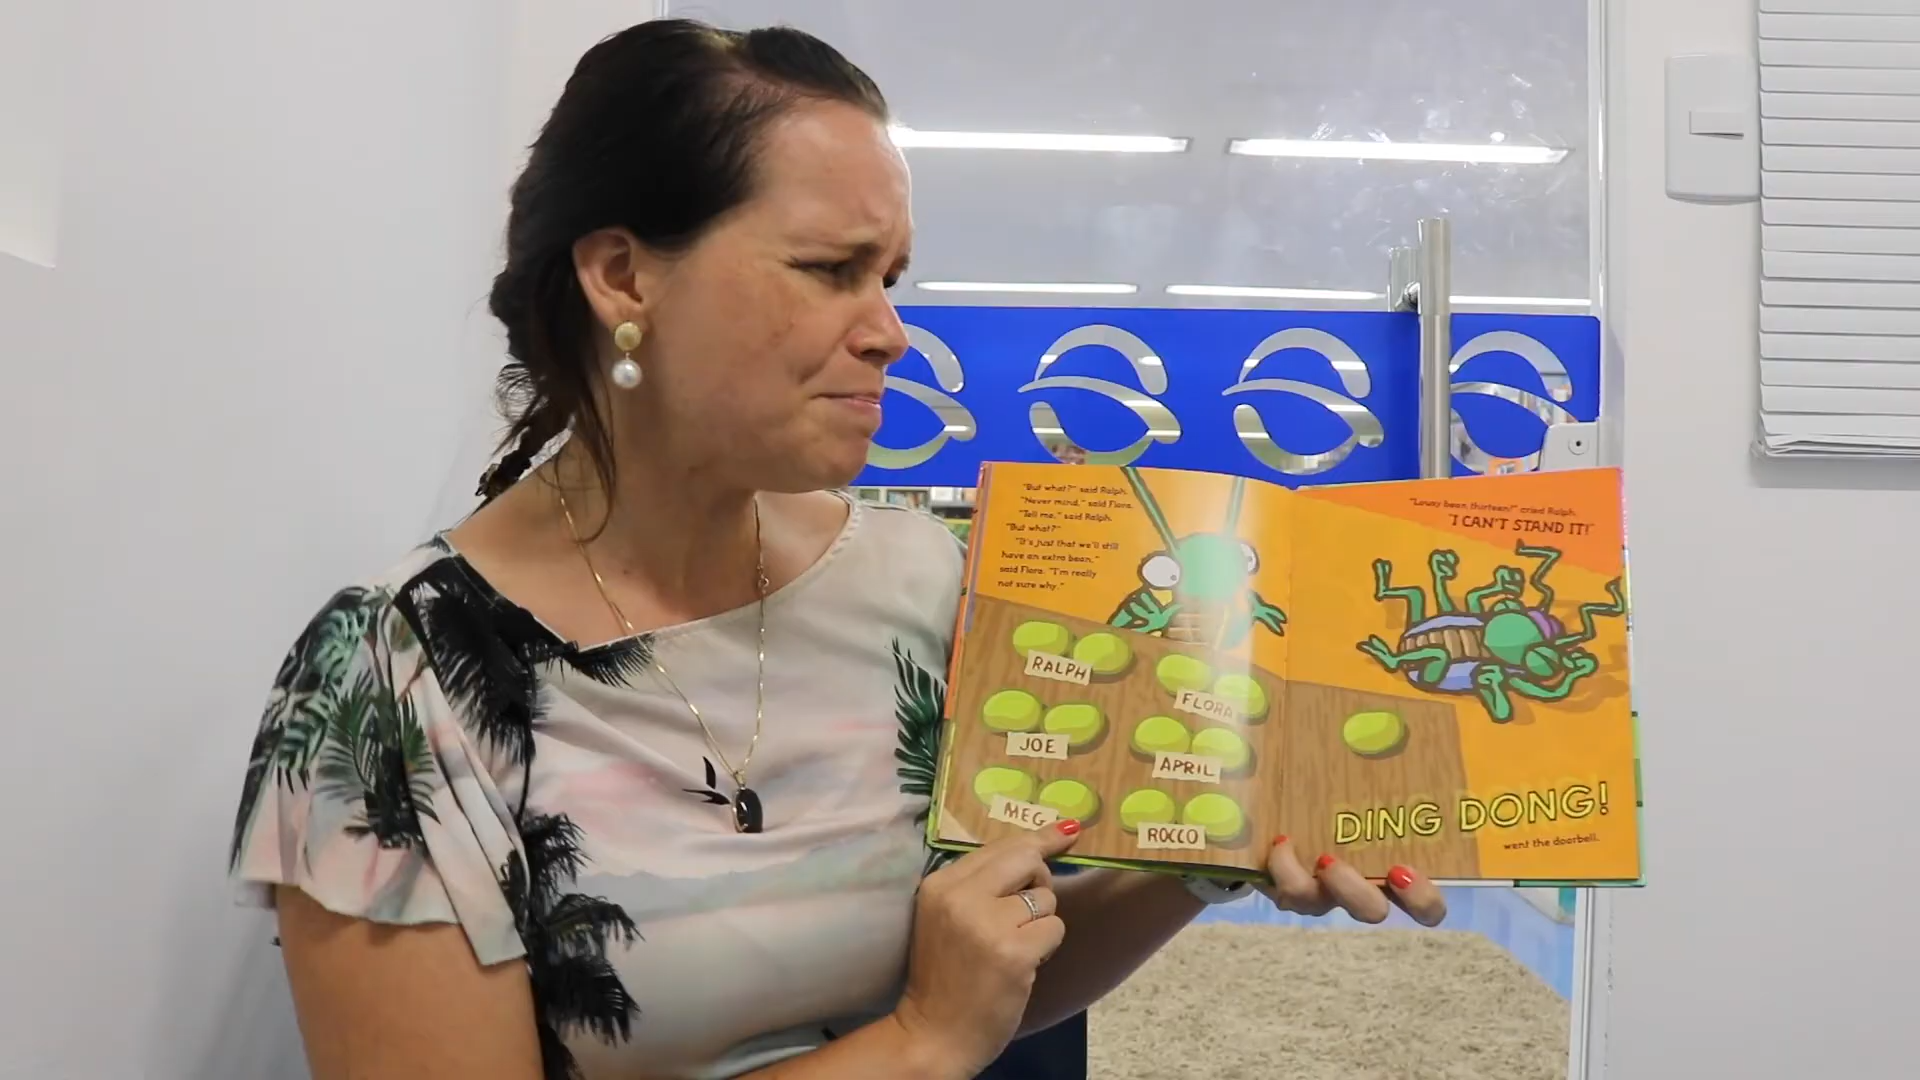 "But what?" said Ralph.
"Never mind," said Flora.
"Tell me," said Ralph.
"But what?"
"It's just that we'll still
have an extra bean,"
said Flora. "I'm really
not sure why."
RALPH
FLORA
JOE
APRIL
MEG
ROCCO
"Lousy bean thirteen!" cried Ralph.
"I CAN'T STAND IT!"
DING DONG!
went the doorbell.